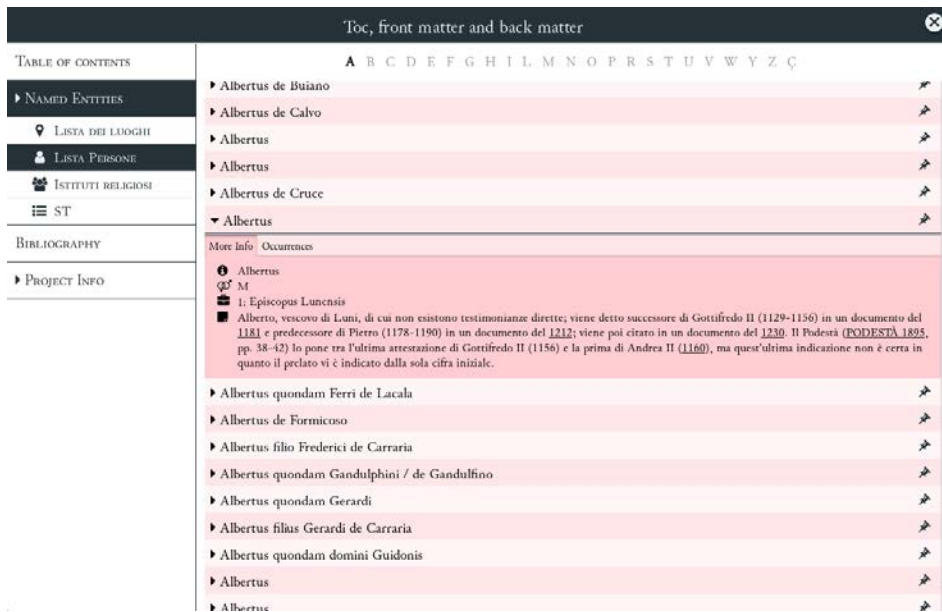 Toc, front matter and back matter
Table of contents
Named Entities
Lista dei luoghi
Lista Persone
Istituti religiosi
ST
Bibliography
Project Info
A B C D E F G H I L M N O P R S T U V W Y Z Ç
Albertus de Buiano
Albertus de Calvo
Albertus
Albertus
Albertus de Cruce
Albertus
More Info Occurrences
Albertus
M
1: Episcopus Lunensis
Alberto, vescovo di Luni, di cui non esistono testimonianze dirette; viene detto successore di Gottifredo II (1129-1156) in un documento del
1181 e predecessore di Pietro (1178-1190) in un documento del 1212; viene poi citato in un documento del 1230. Il Podestà (PODESTÀ 1895,
pp. 38-42) lo pone tra l'ultima attestazione di Gottifredo II (1156) e la prima di Andrea II (1160), ma quest'ultima indicazione non è certa in
quanto il prelato vi è indicato dalla sola cifra iniziale.
Albertus quondam Ferri de Lacala
Albertus de Formicoso
Albertus filio Frederici de Carraria
Albertus quondam Gandulphini / de Gandulfino
Albertus quondam Gerardi
Albertus filius Gerardi de Carraria
Albertus quondam domini Guidonis
Albertus
Albertus